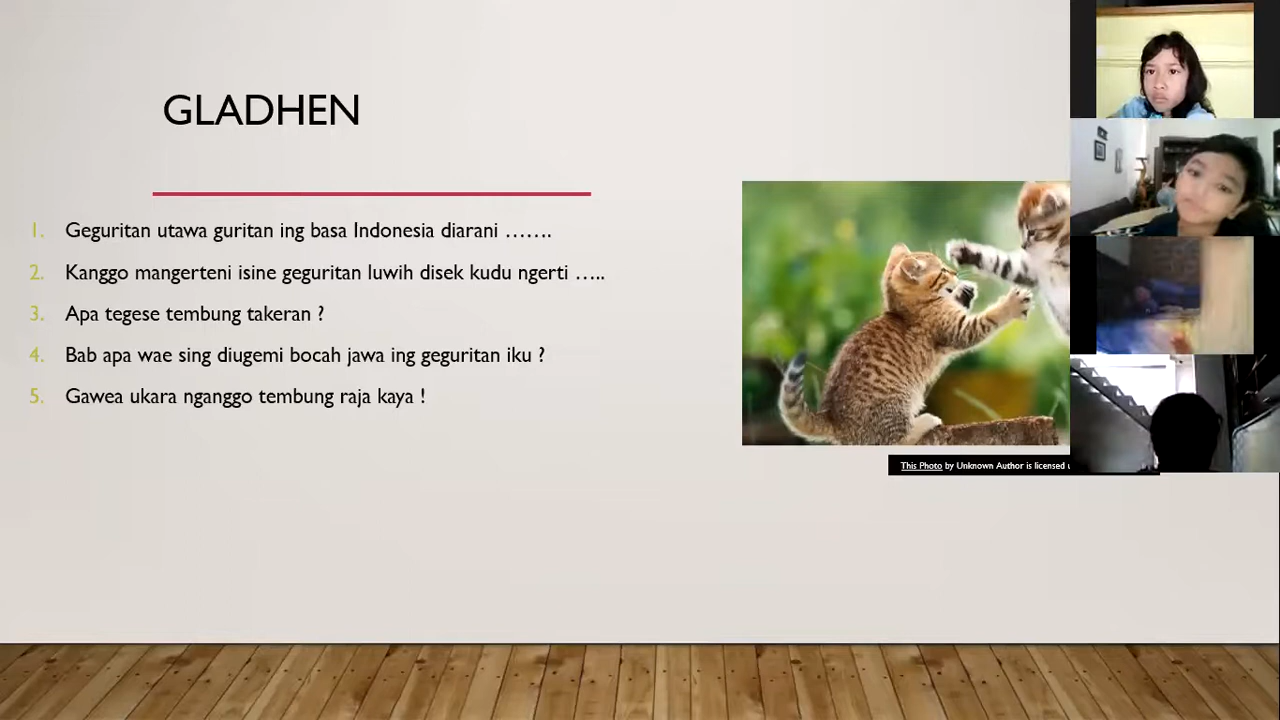 GLADHEN
1. Geguritan utawa guritan ing basa Indonesia diarani …….
2. Kanggo mangerteni isine geguritan luwih disek kudu ngerti …..
3. Apa tegese tembung takeran ?
4. Bab apa wae sing diugemi bocah jawa ing geguritan iku ?
5. Gawea ukara nganggo tembung raja kaya !
This Photo by Unknown Author is licensed